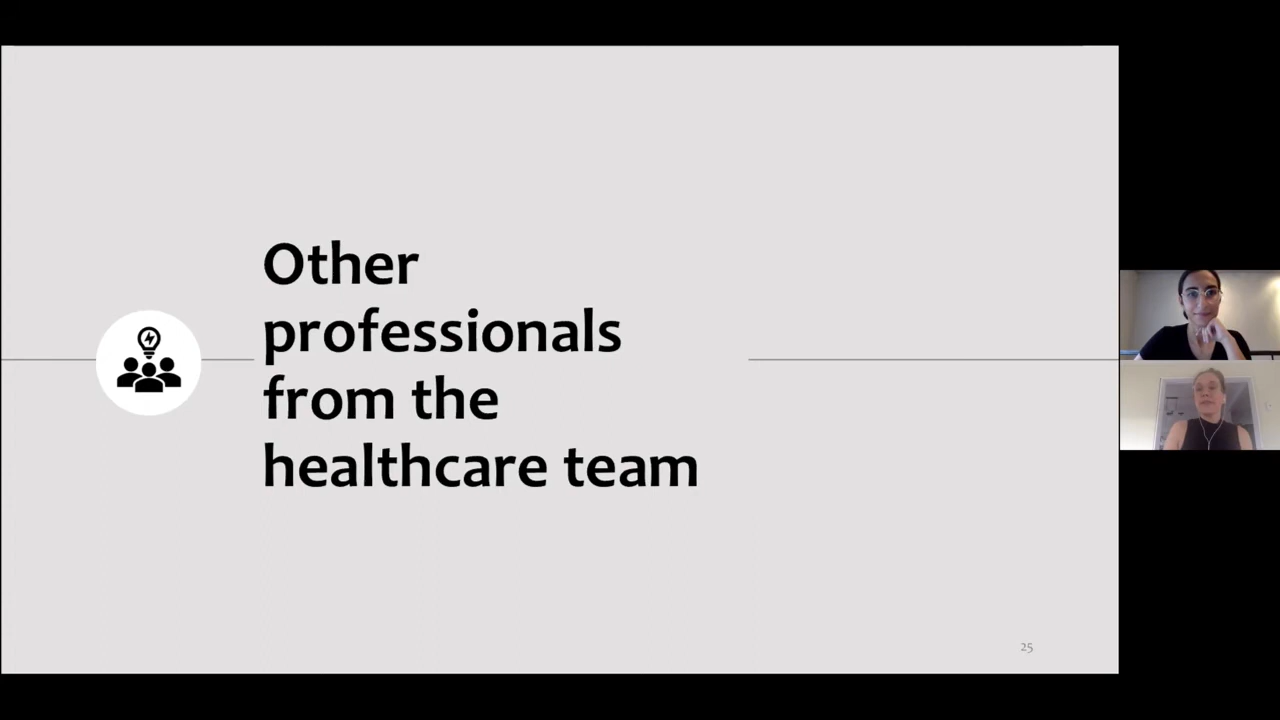 Other
professionals
from the
healthcare team
25